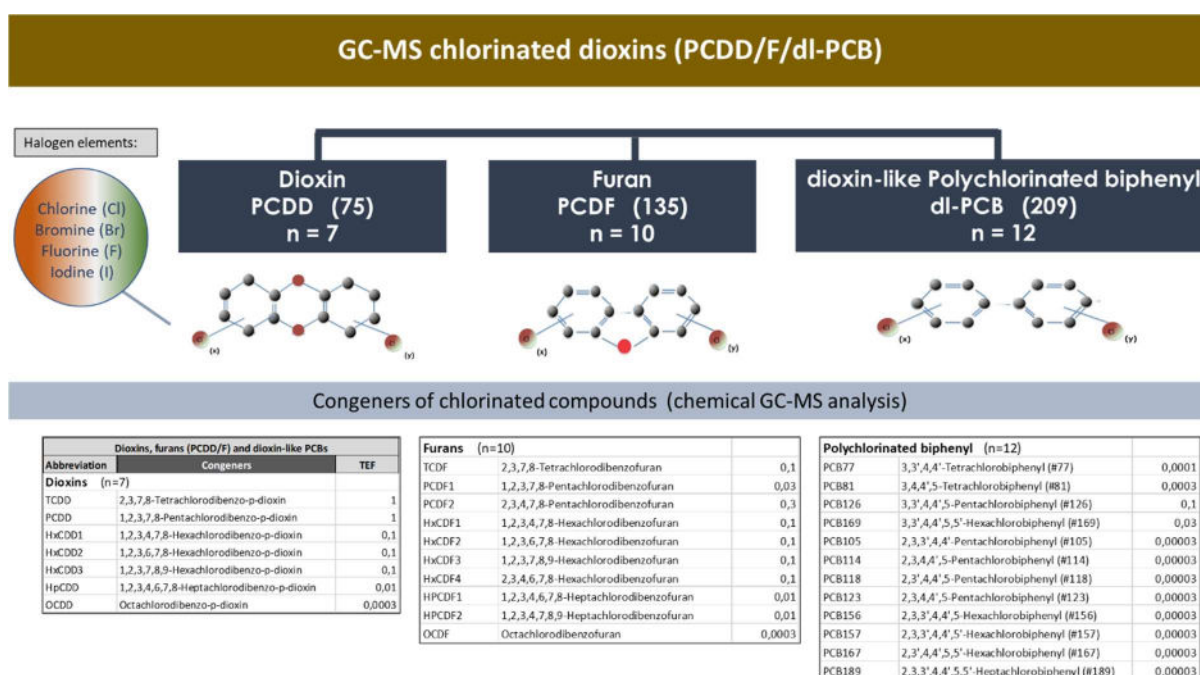 GC-MS chlorinated dioxins (PCDD/F/dl-PCB)
Halogen elements:
Chlorine (Cl)
Bromine (Br)
Fluorine (F)
Iodine (I)
Dioxin
PCDD (75)
n = 7
Furan
PCDF (135)
n = 10
dioxin-like Polychlorinated biphenyl
dl-PCB (209)
n = 12
(x)
(y)
(x)
(y)
(x)
(y)
Congeners of chlorinated compounds (chemical GC-MS analysis)
Dioxins, furans (PCDD/F) and dioxin-like PCBs
Abbreviation Congeners TEF
Dioxins (n=7)
TCDD 2,3,7,8-Tetrachlorodibenzo-p-dioxin 1
PCDD 1,2,3,7,8-Pentachlorodibenzo-p-dioxin 1
HxCDD1 1,2,3,4,7,8-Hexachlorodibenzo-p-dioxin 0,1
HxCDD2 1,2,3,6,7,8-Hexachlorodibenzo-p-dioxin 0,1
HxCDD3 1,2,3,7,8,9-Hexachlorodibenzo-p-dioxin 0,1
HpCDD 1,2,3,4,6,7,8-Heptachlorodibenzo-p-dioxin 0,01
OCDD Octachlorodibenzo-p-dioxin 0,0003
Furans (n=10)
TCDF 2,3,7,8-Tetrachlorodibenzofuran 0,1
PCDF1 1,2,3,7,8-Pentachlorodibenzofuran 0,03
PCDF2 2,3,4,7,8-Pentachlorodibenzofuran 0,3
HxCDF1 1,2,3,4,7,8-Hexachlorodibenzofuran 0,1
HxCDF2 1,2,3,6,7,8-Hexachlorodibenzofuran 0,1
HxCDF3 1,2,3,7,8,9-Hexachlorodibenzofuran 0,1
HxCDF4 2,3,4,6,7,8-Hexachlorodibenzofuran 0,1
HPCDF1 1,2,3,4,6,7,8-Heptachlorodibenzofuran 0,01
HPCDF2 1,2,3,4,7,8,9-Heptachlorodibenzofuran 0,01
OCDF Octachlorodibenzofuran 0,0003
Polychlorinated biphenyl (n=12)
PCB77 3,3',4,4'-Tetrachlorobiphenyl (#77) 0,0001
PCB81 3,4,4',5-Tetrachlorobiphenyl (#81) 0,0003
PCB126 3,3',4,4',5-Pentachlorobiphenyl (#126) 0,1
PCB169 3,3',4,4',5,5'-Hexachlorobiphenyl (#169) 0,03
PCB105 2,3,3',4,4'-Pentachlorobiphenyl (#105) 0,00003
PCB114 2,3,4,4',5-Pentachlorobiphenyl (#114) 0,00003
PCB118 2,3',4,4',5-Pentachlorobiphenyl (#118) 0,00003
PCB123 2,3,4,4',5-Pentachlorobiphenyl (#123) 0,00003
PCB156 2,3,3',4,4',5-Hexachlorobiphenyl (#156) 0,00003
PCB157 2,3,3',4,4',5'-Hexachlorobiphenyl (#157) 0,00003
PCB167 2,3',4,4',5,5'-Hexachlorobiphenyl (#167) 0,00003
PCB189 2,3,3',4,4',5,5'-Heptachlorobiphenyl (#189) 0,00003